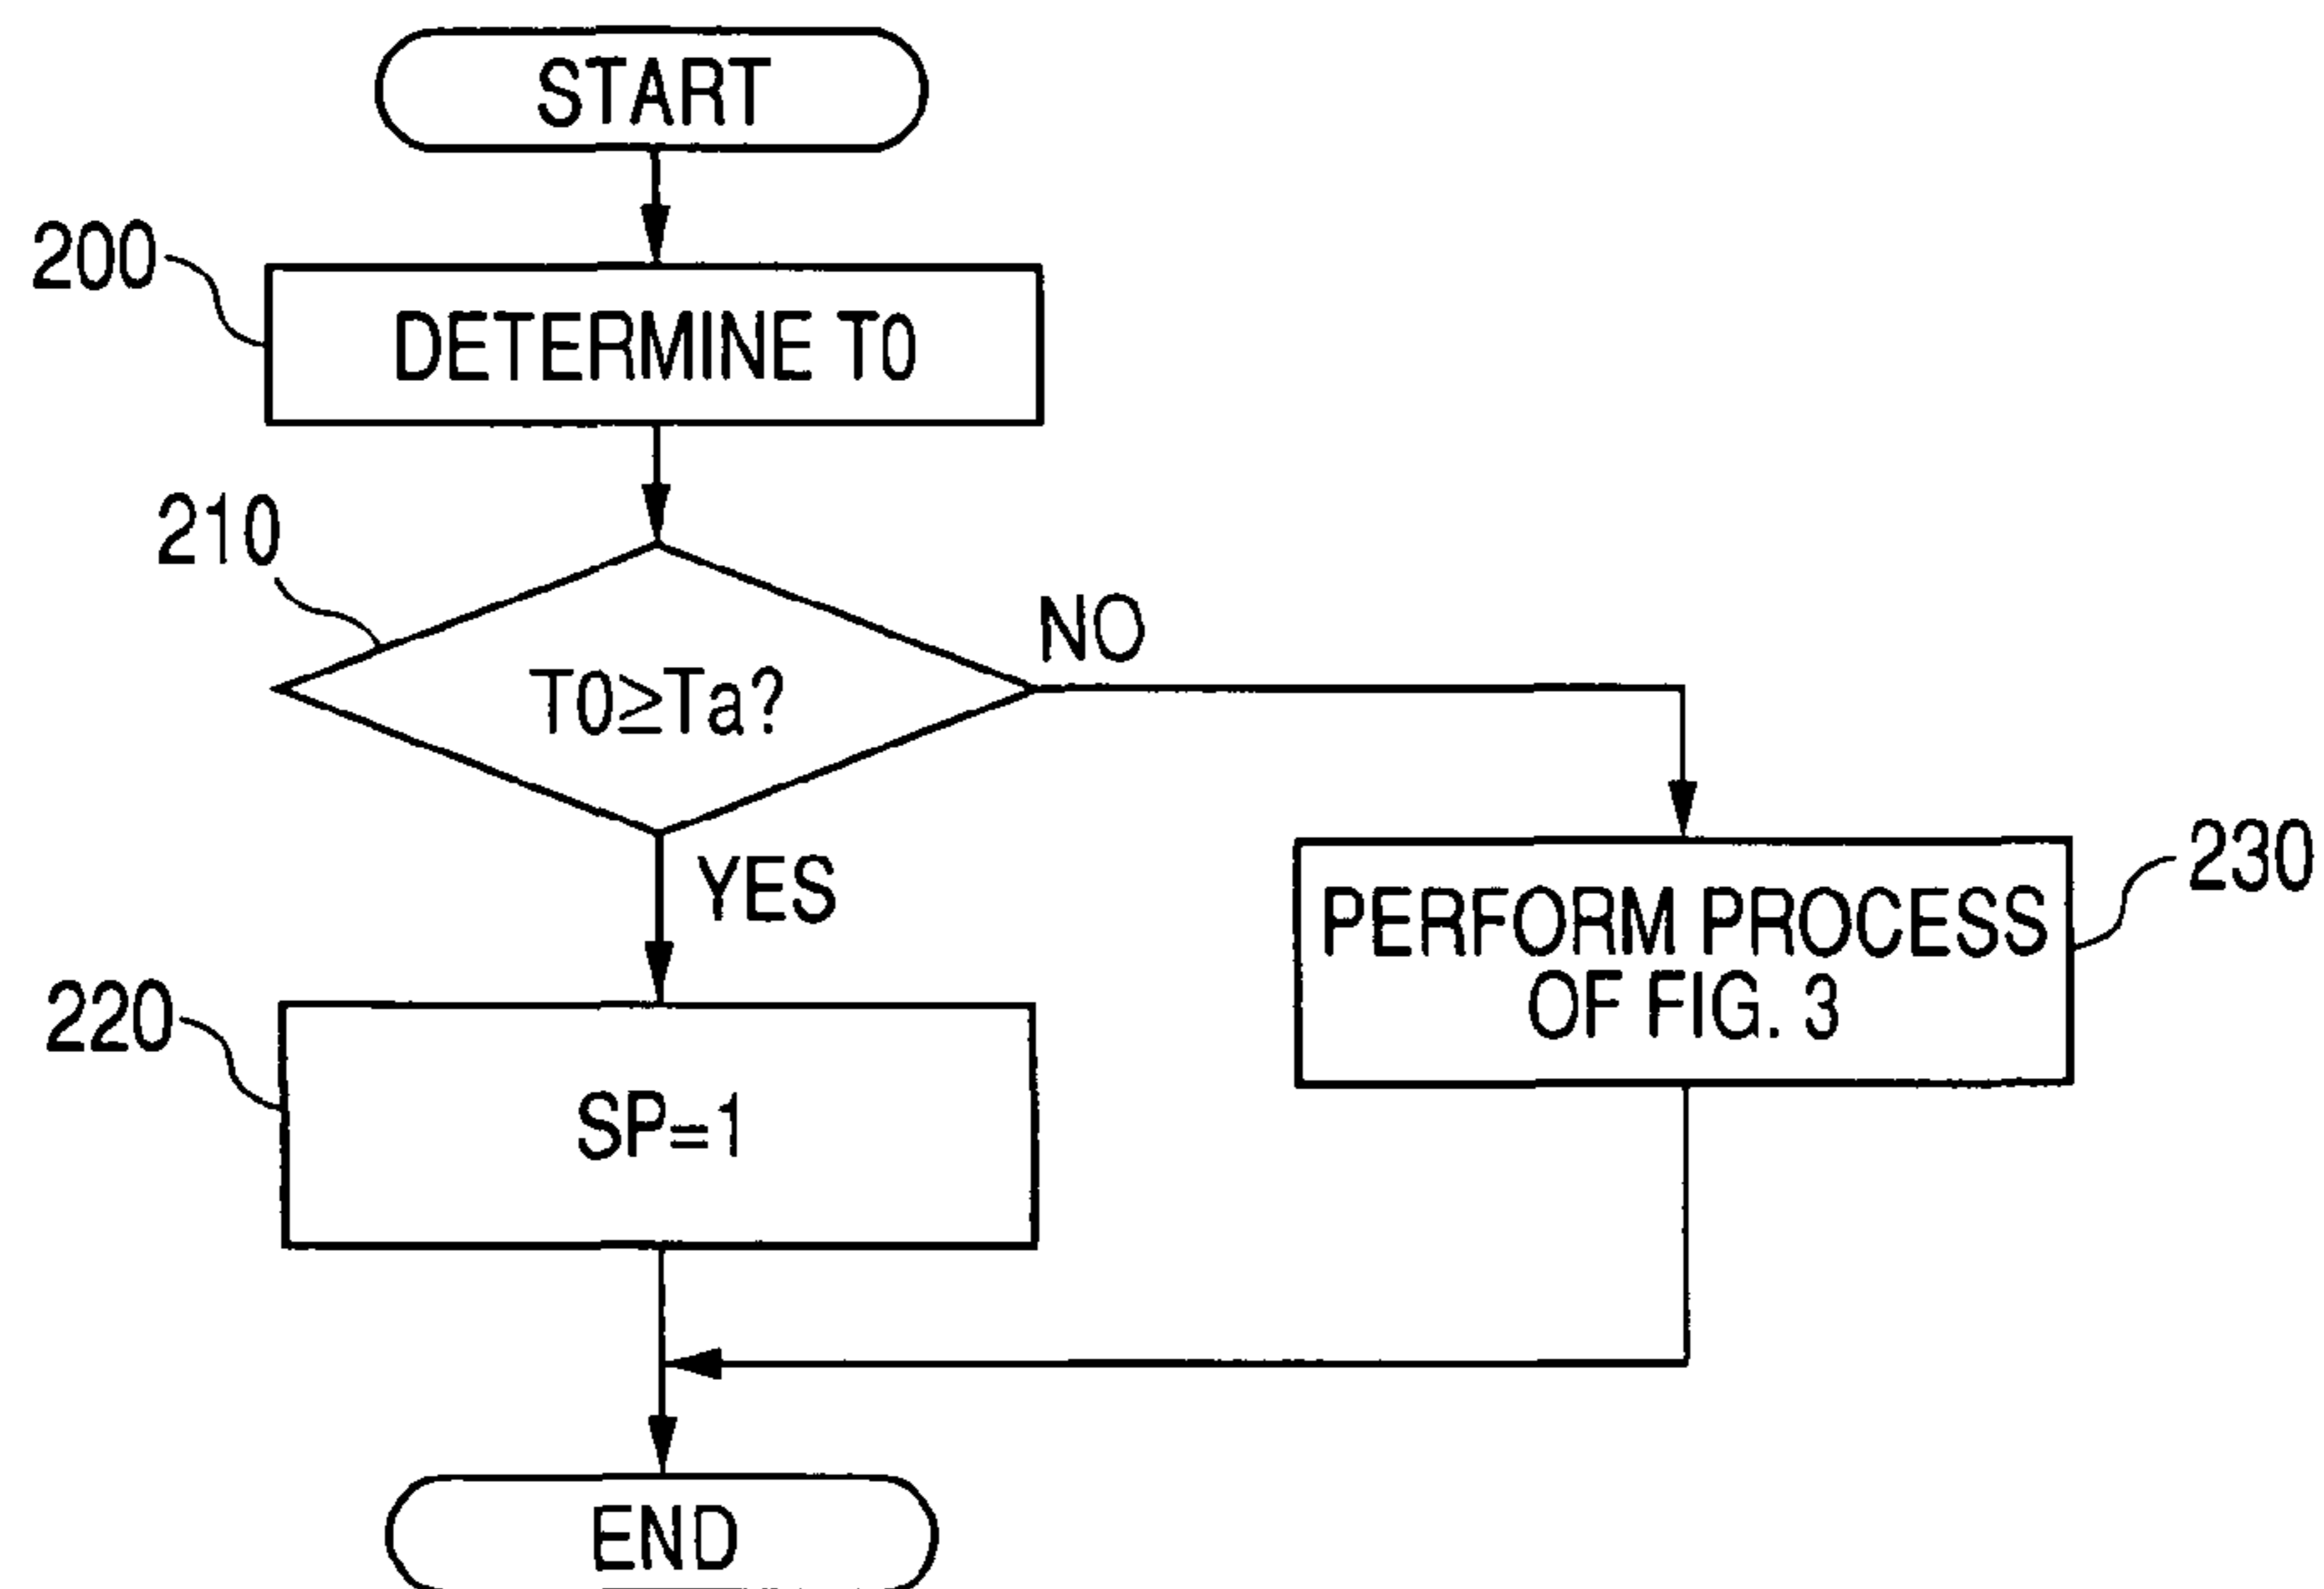 START
200
DETERMINE T0
210
T0≥Ta?
NO
YES
230
PERFORM PROCESS
OF FIG. 3
220
SP=1
END